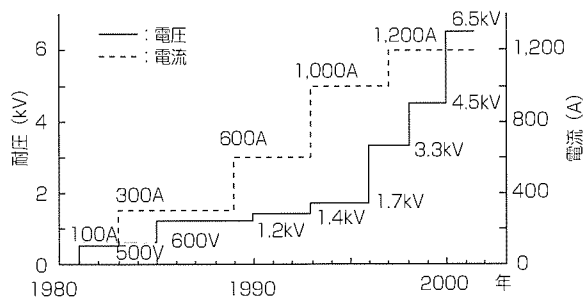 —：電圧
---：電流
耐圧 (kV)
6
4
2
0
電流 (A)
1,200
800
400
0
1980
1990
2000
年
100A
300A
600A
1,000A
1,200A
500V
600V
1.2kV
1.4kV
1.7kV
3.3kV
4.5kV
6.5kV